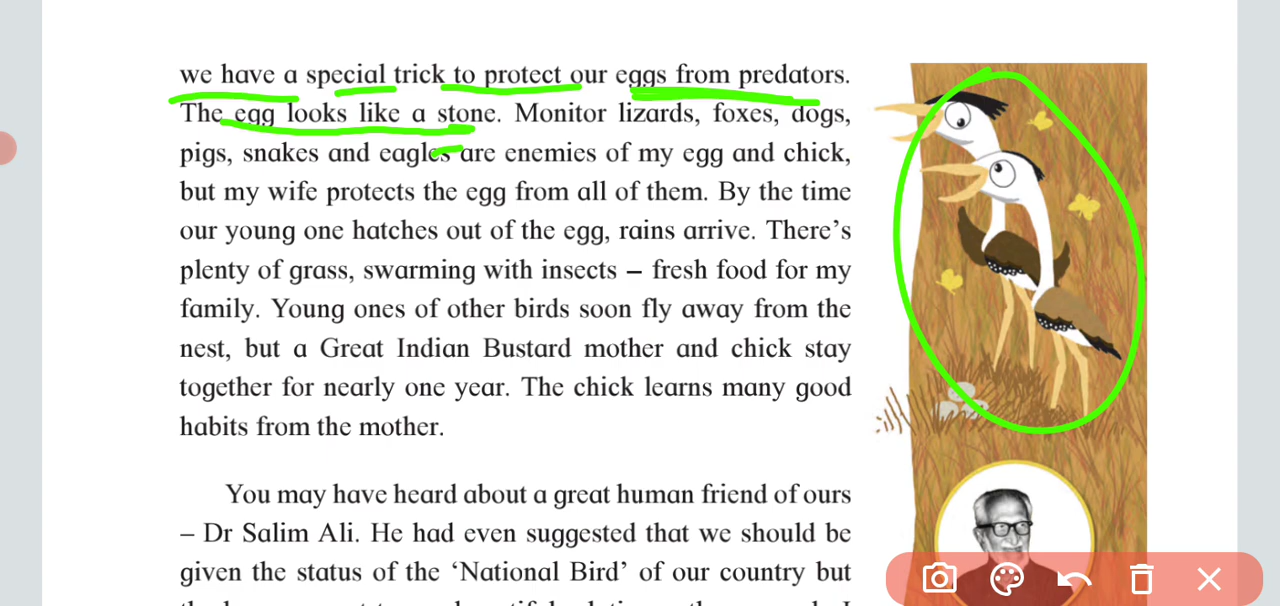 we have a special trick to protect our eggs from predators.
The egg looks like a stone. Monitor lizards, foxes, dogs,
pigs, snakes and eagles are enemies of my egg and chick,
but my wife protects the egg from all of them. By the time
our young one hatches out of the egg, rains arrive. There’s
plenty of grass, swarming with insects – fresh food for my
family. Young ones of other birds soon fly away from the
nest, but a Great Indian Bustard mother and chick stay
together for nearly one year. The chick learns many good
habits from the mother.
You may have heard about a great human friend of ours
– Dr Salim Ali. He had even suggested that we should be
given the status of the ‘National Bird’ of our country but